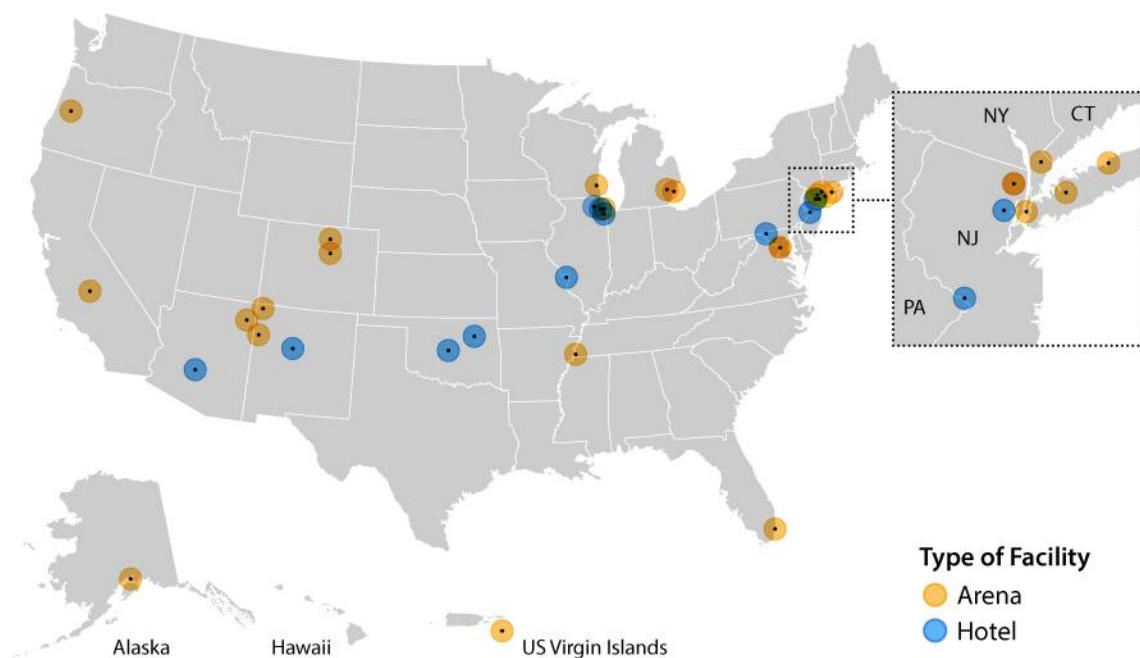 NY
CT
NJ
PA
Type of Facility
Arena
Hotel
Alaska
Hawaii
US Virgin Islands